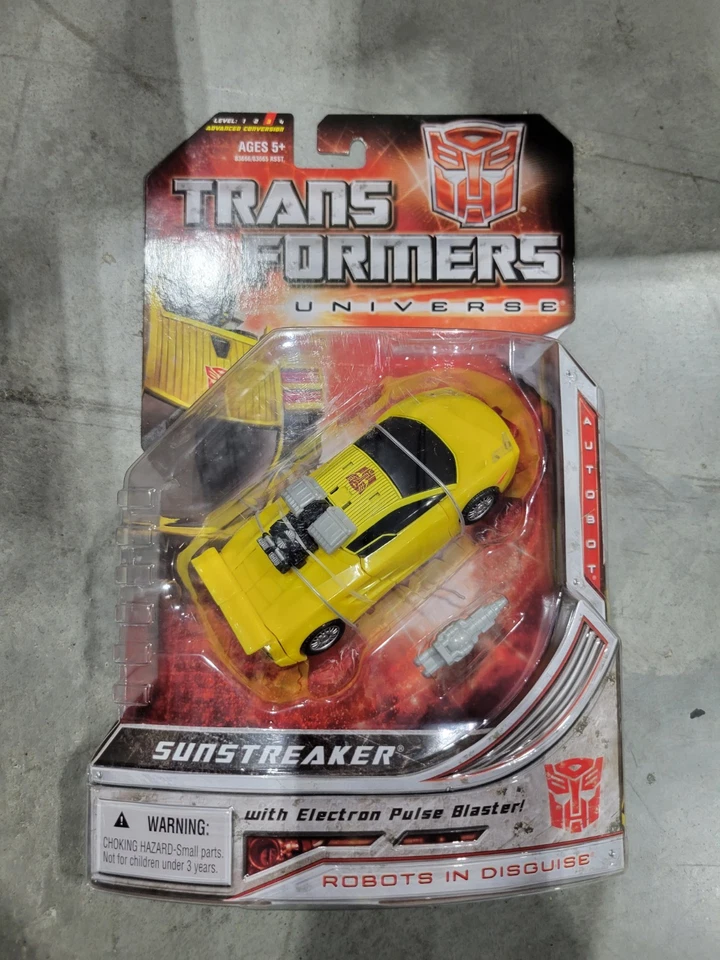 LEVEL: 1 2 3 4
ADVANCED CONVERSION
AGES 5+
TRANS
FORMERS
UNIVERSE®
AUTOBOT®
SUNSTREAKER®
with Electron Pulse Blaster!
WARNING:
CHOKING HAZARD-Small parts.
Not for children under 3 years.
ROBOTS IN DISGUISE®